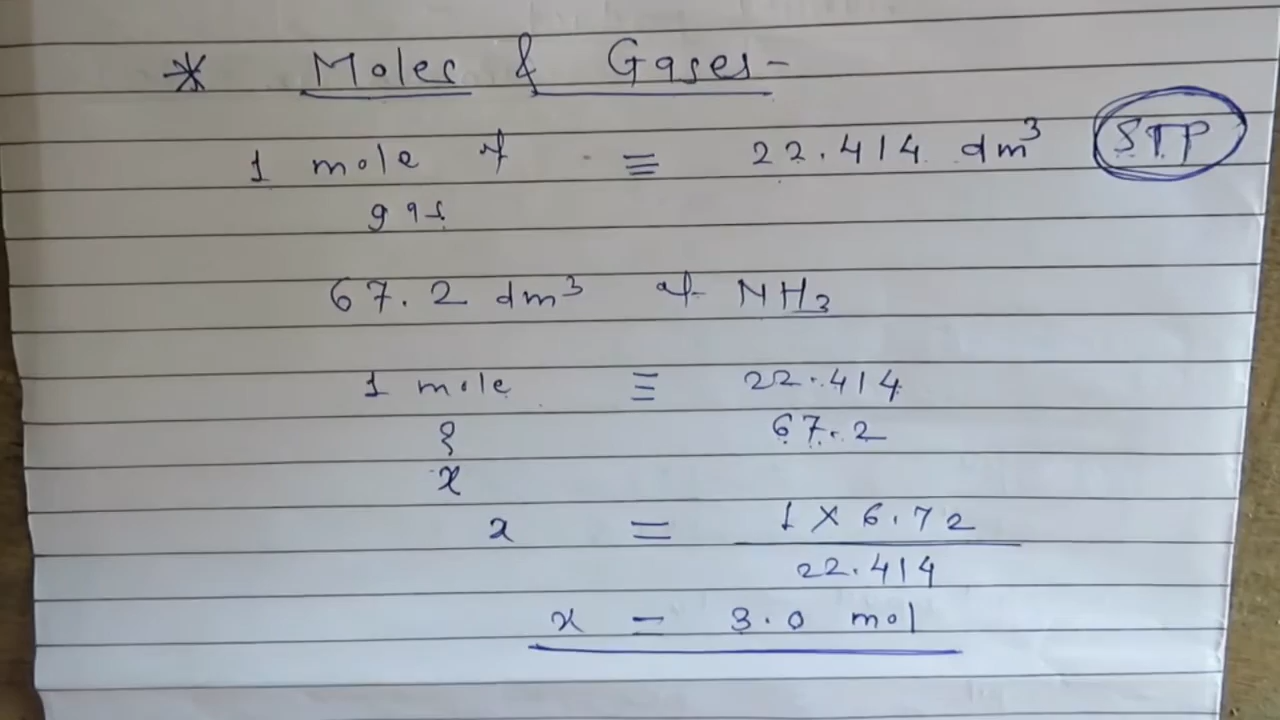 * Moles & Gases-
1 mole of ≡ 22.414 dm³ STP
gas
67.2 dm³ of NH₃
1 mole ≡ 22.414
? 67.2
x
x = 1 × 6.72
22.414
x = 3.0 mol